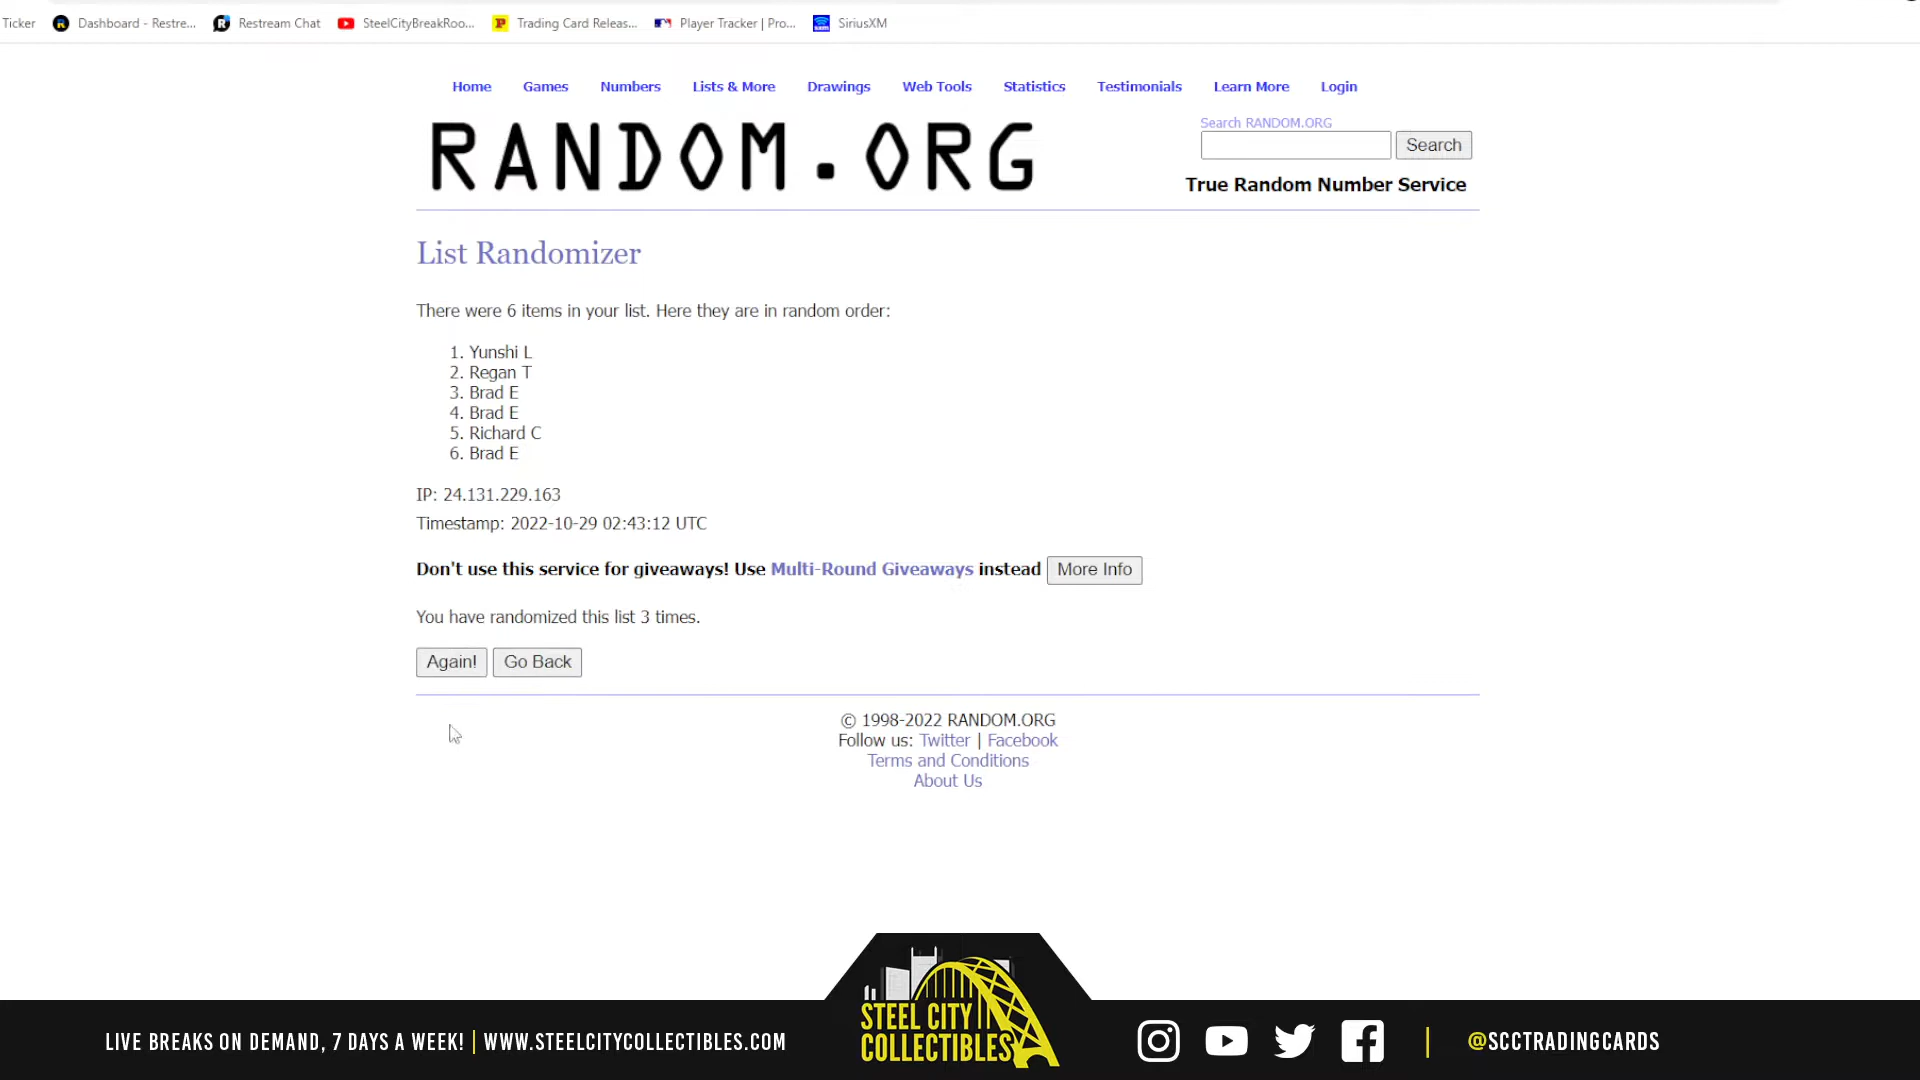 Ticker Dashboard - Restre... Restream Chat SteelCityBreakRoo... Trading Card Releas... Player Tracker | Pro... SiriusXM
Home Games Numbers Lists & More Drawings Web Tools Statistics Testimonials Learn More Login
RANDOM.ORG
Search RANDOM.ORG
Search
True Random Number Service
List Randomizer
There were 6 items in your list. Here they are in random order:
1. Yunshi L
2. Regan T
3. Brad E
4. Brad E
5. Richard C
6. Brad E
IP: 24.131.229.163
Timestamp: 2022-10-29 02:43:12 UTC
Don't use this service for giveaways! Use Multi-Round Giveaways instead More Info
You have randomized this list 3 times.
Again! Go Back
© 1998-2022 RANDOM.ORG
Follow us: Twitter | Facebook
Terms and Conditions
About Us
STEEL CITY
COLLECTIBLES
LIVE BREAKS ON DEMAND, 7 DAYS A WEEK! | WWW.STEELCITYCOLLECTIBLES.COM
| @SCCTRADINGCARDS